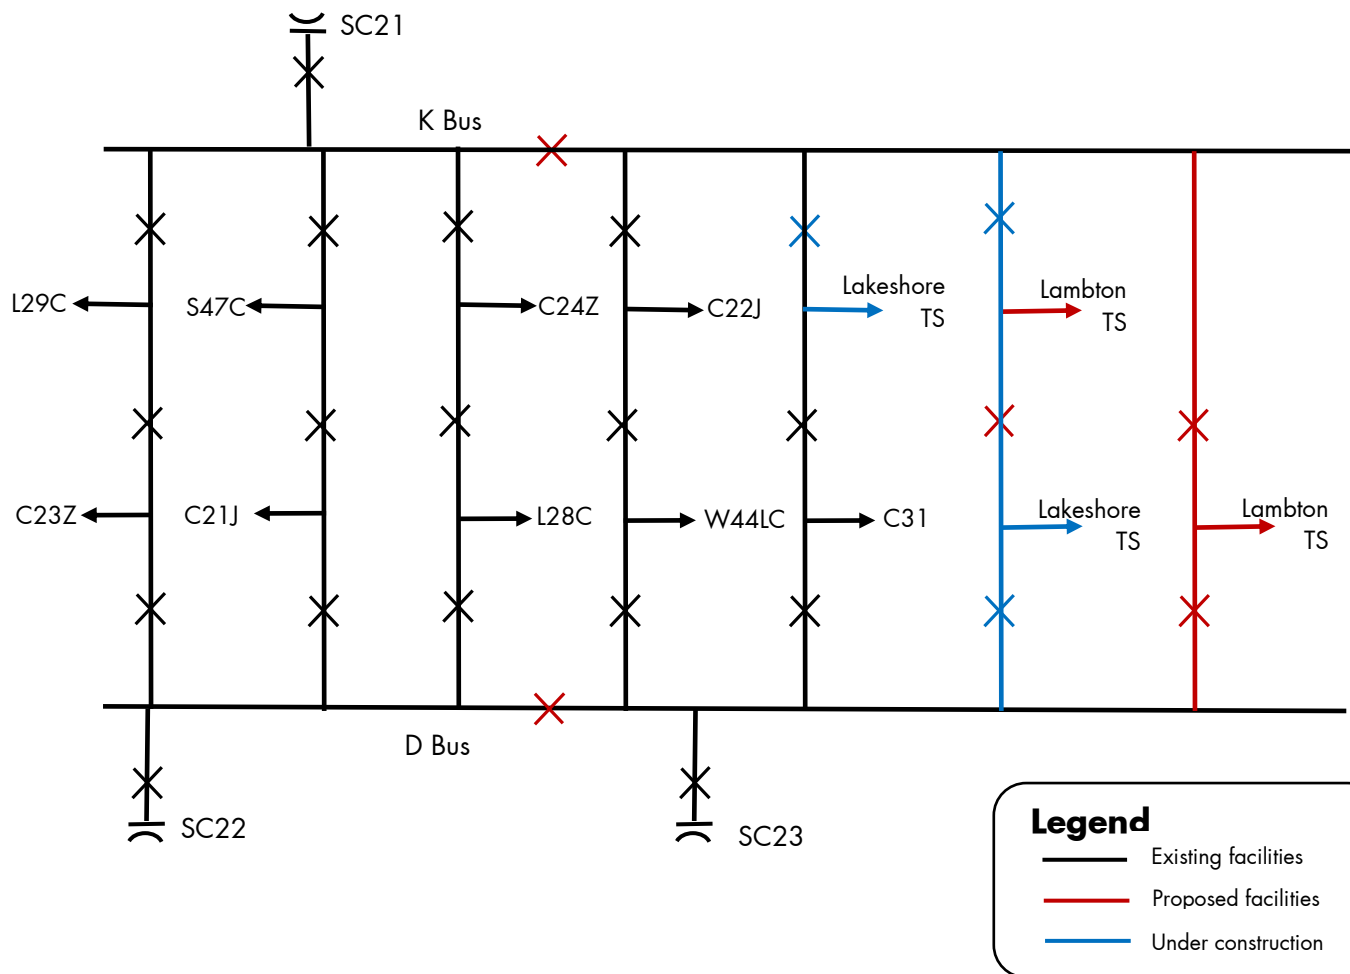 SC21
K Bus
L29C
S47C
C24Z
C22J
Lakeshore
TS
Lambton
TS
C23Z
C21J
L28C
W44LC
C31
Lakeshore
TS
Lambton
TS
D Bus
SC22
SC23
Legend
Existing facilities
Proposed facilities
Under construction